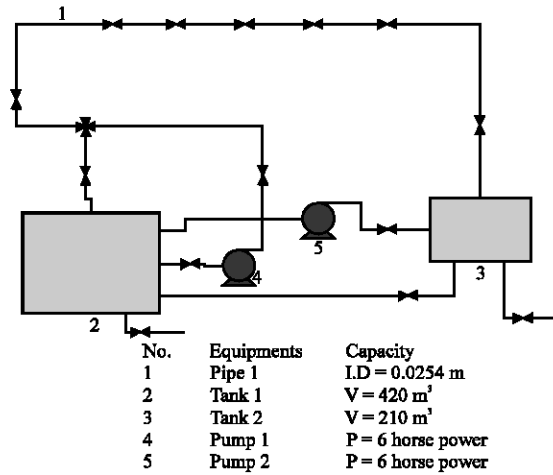 1
5
4
3
2
No. Equipments Capacity
1 Pipe 1 I.D = 0.0254 m
2 Tank 1 V = 420 m³
3 Tank 2 V = 210 m³
4 Pump 1 P = 6 horse power
5 Pump 2 P = 6 horse power